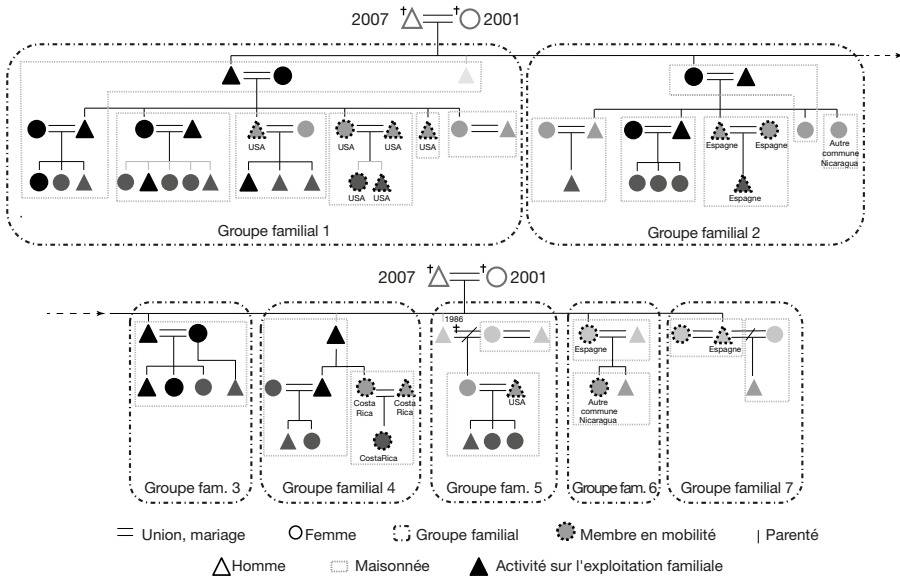 † 2007 † 2001
USA USA USA USA
USA USA
Groupe familial 1
Espagne Espagne
Autre
commune
Nicaragua
Espagne
Groupe familial 2
2007 † † 2001
1986
†
Espagne Espagne
Costa
Rica
Costa
Rica
USA
Autre
commune
Nicaragua
CostaRica
Groupe fam. 3 Groupe familial 4 Groupe fam. 5 Groupe fam. 6 Groupe familial 7
Union, mariage Femme Groupe familial Membre en mobilité Parenté
Homme Maisonnée Activité sur l'exploitation familiale